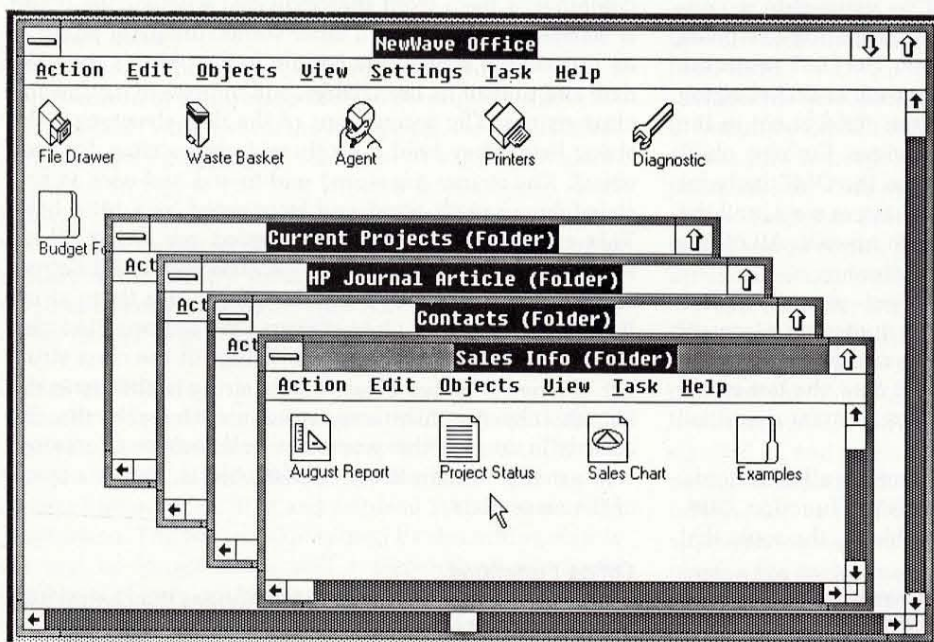 NewWave Office
Action Edit Objects View Settings Task Help
File Drawer Waste Basket Agent Printers Diagnostic
Budget Fo
Current Projects (Folder)
Act
HP Journal Article (Folder)
Act
Contacts (Folder)
Act
Sales Info (Folder)
Action Edit Objects View Task Help
August Report Project Status Sales Chart Examples